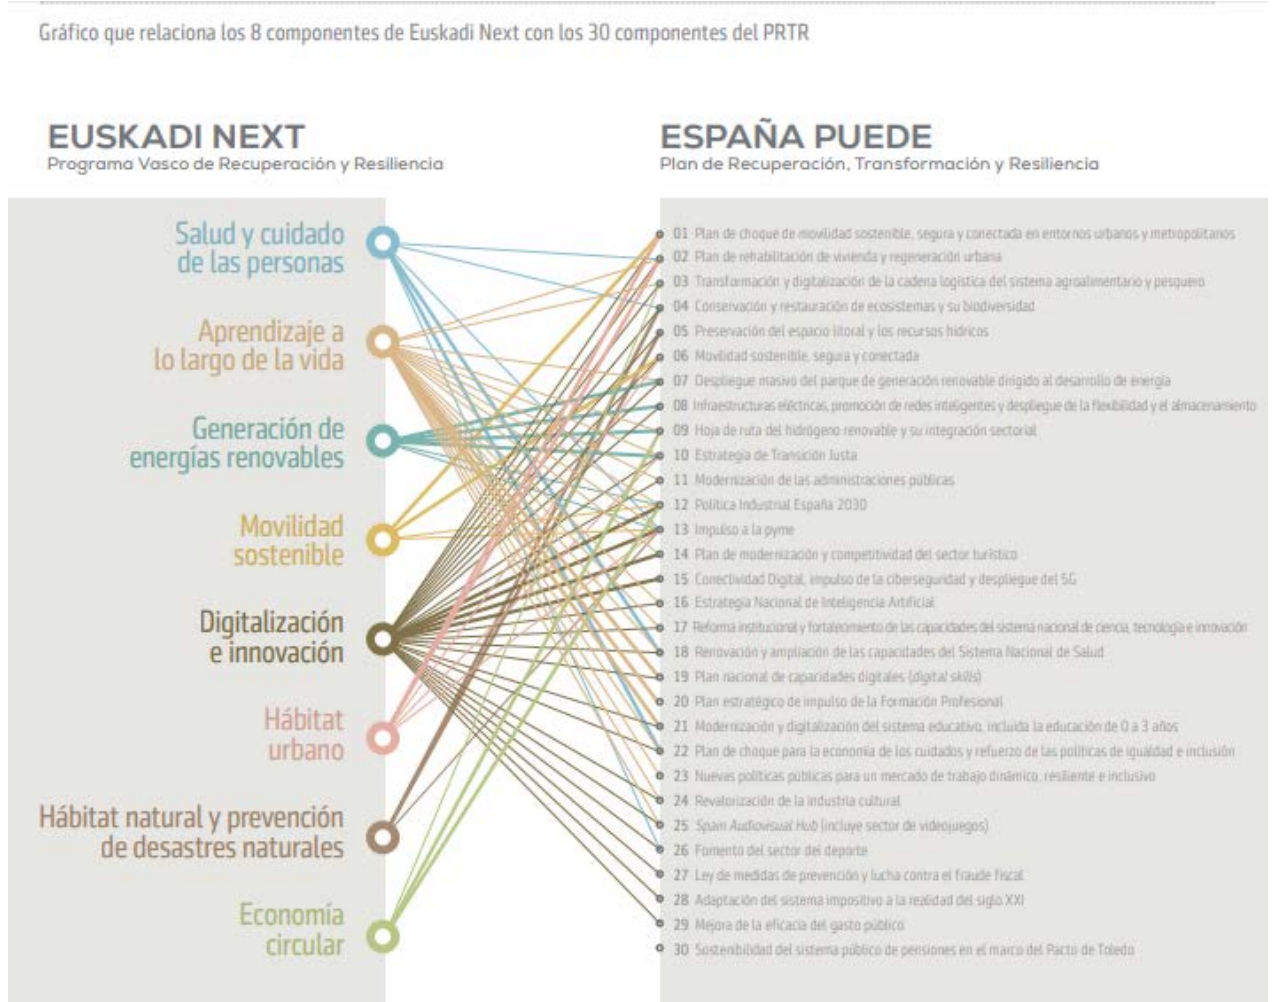 Gráfico que relaciona los 8 componentes de Euskadi Next con los 30 componentes del PRTR
EUSKADI NEXT
Programa Vasco de Recuperación y Resiliencia
Salud y cuidado
de las personas
Aprendizaje a
lo largo de la vida
Generación de
energías renovables
Movilidad
sostenible
Digitalización
e innovación
Hábitat
urbano
Hábitat natural y prevención
de desastres naturales
Economía
circular
ESPAÑA PUEDE
Plan de Recuperación, Transformación y Resiliencia
01 Plan de choque de movilidad sostenible, segura y conectada en entornos urbanos y metropolitanos
02 Plan de rehabilitación de vivienda y regeneración urbana
03 Transformación y digitalización de la cadena logística del sistema agroalimentario y pesquero
04 Conservación y restauración de ecosistemas y su biodiversidad
05 Preservación del espacio litoral y los recursos hídricos
06 Movilidad sostenible, segura y conectada
07 Despliegue masivo del parque de generación renovable dirigido al desarrollo de energía
08 Infraestructuras eléctricas, promoción de redes inteligentes y despliegue de la flexibilidad y el almacenamiento
09 Hoja de ruta del hidrógeno renovable y su integración sectorial
10 Estrategia de Transición Justa
11 Modernización de las administraciones públicas
12 Política Industrial España 2030
13 Impulso a la pyme
14 Plan de modernización y competitividad del sector turístico
15 Conectividad Digital, impulso de la ciberseguridad y despliegue del 5G
16 Estrategia Nacional de Inteligencia Artificial
17 Reforma institucional y fortalecimiento de las capacidades del sistema nacional de ciencia, tecnología e innovación
18 Renovación y ampliación de las capacidades del Sistema Nacional de Salud
19 Plan nacional de capacidades digitales (digital skills)
20 Plan estratégico de impulso de la Formación Profesional
21 Modernización y digitalización del sistema educativo, incluida la educación de 0 a 3 años
22 Plan de choque para la economía de los cuidados y refuerzo de las políticas de igualdad e inclusión
23 Nuevas políticas públicas para un mercado de trabajo dinámico, resiliente e inclusivo
24 Revalorización de la industria cultural
25 Spain Audiovisual Hub (incluye sector de videojuegos)
26 Fomento del sector del deporte
27 Ley de medidas de prevención y lucha contra el fraude fiscal
28 Adaptación del sistema impositivo a la realidad del siglo XXI
29 Mejora de la eficacia del gasto público
30 Sostenibilidad del sistema público de pensiones en el marco del Pacto de Toledo